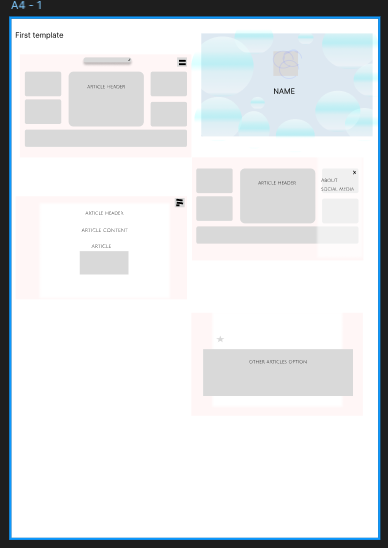 A4 - 1
First template
ARTICLE HEADER
NAME
ARTICLE HEADER
ABOUT
SOCIAL MEDIA
x
ARTICLE HEADER
ARTICLE CONTENT
ARTICLE
OTHER ARTICLES OPTION